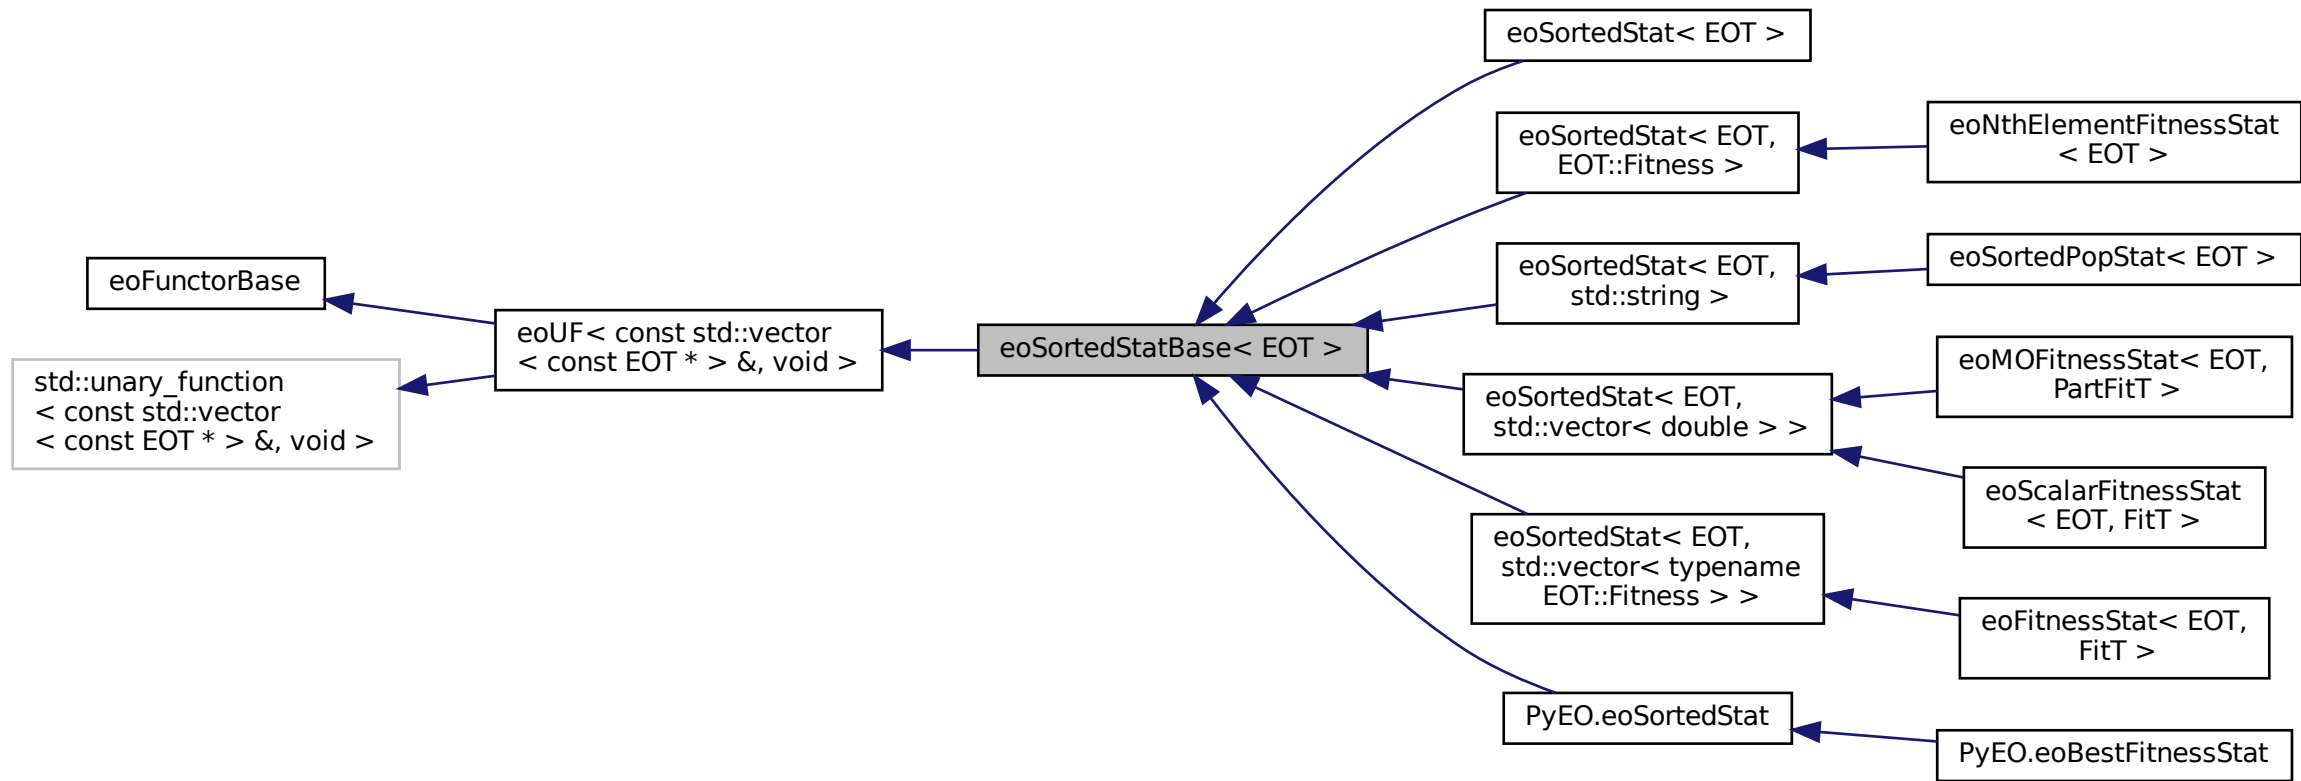 eoFunctorBase
std::unary_function
< const std::vector
< const EOT * > &, void >
eoUF< const std::vector
< const EOT * > &, void >
eoSortedStatBase< EOT >
eoSortedStat< EOT >
eoSortedStat< EOT,
EOT::Fitness >
eoSortedStat< EOT,
std::string >
eoSortedStat< EOT,
std::vector< double > >
eoSortedStat< EOT,
std::vector< typename
EOT::Fitness > >
PyEO.eoSortedStat
eoNthElementFitnessStat
< EOT >
eoSortedPopStat< EOT >
eoMOFitnessStat< EOT,
PartFitT >
eoScalarFitnessStat
< EOT, FitT >
eoFitnessStat< EOT,
FitT >
PyEO.eoBestFitnessStat